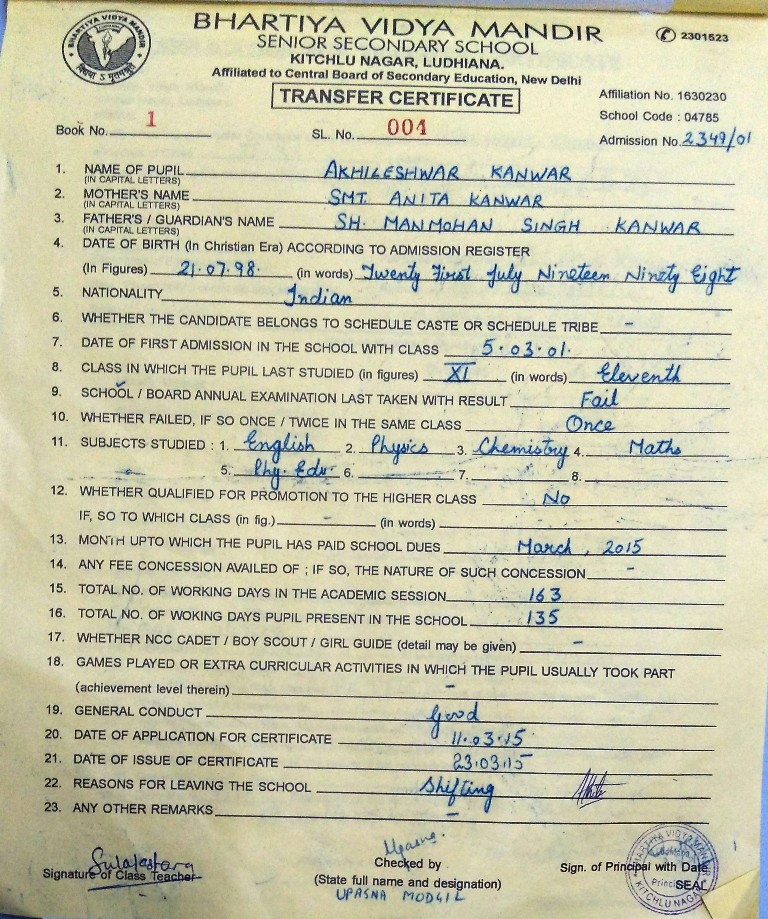 BHARTIYA VIDYA MANDIR
BHARTIYA VIDYA MANDIR
SENIOR SECONDARY SCHOOL
✆ 2301523
KITCHLU NAGAR, LUDHIANA.
Affiliated to Central Board of Secondary Education, New Delhi
TRANSFER CERTIFICATE
Affiliation No. 1630230
School Code : 04785
Book No. 1 SL. No. 004 Admission No. 2349/01
1. NAME OF PUPIL AKHILESHWAR KANWAR
(IN CAPITAL LETTERS)
2. MOTHER'S NAME SMT. ANITA KANWAR
(IN CAPITAL LETTERS)
3. FATHER'S / GUARDIAN'S NAME SH. MANMOHAN SINGH KANWAR
(IN CAPITAL LETTERS)
4. DATE OF BIRTH (In Christian Era) ACCORDING TO ADMISSION REGISTER
(In Figures) 21.07.98. (in words) Twenty First July Nineteen Ninety Eight
5. NATIONALITY Indian
6. WHETHER THE CANDIDATE BELONGS TO SCHEDULE CASTE OR SCHEDULE TRIBE –
7. DATE OF FIRST ADMISSION IN THE SCHOOL WITH CLASS 5.03.01.
8. CLASS IN WHICH THE PUPIL LAST STUDIED (in figures) XI (in words) Eleventh
9. SCHOOL / BOARD ANNUAL EXAMINATION LAST TAKEN WITH RESULT Fail
10. WHETHER FAILED, IF SO ONCE / TWICE IN THE SAME CLASS Once
11. SUBJECTS STUDIED : 1. English 2. Physics 3. Chemistry 4. Maths
5. Phy. Edu. 6. 7. 8.
12. WHETHER QUALIFIED FOR PROMOTION TO THE HIGHER CLASS No
IF, SO TO WHICH CLASS (in fig.) – (in words)
13. MONTH UPTO WHICH THE PUPIL HAS PAID SCHOOL DUES March, 2015
14. ANY FEE CONCESSION AVAILED OF ; IF SO, THE NATURE OF SUCH CONCESSION –
15. TOTAL NO. OF WORKING DAYS IN THE ACADEMIC SESSION 163
16. TOTAL NO. OF WOKING DAYS PUPIL PRESENT IN THE SCHOOL 135
17. WHETHER NCC CADET / BOY SCOUT / GIRL GUIDE (detail may be given) –
18. GAMES PLAYED OR EXTRA CURRICULAR ACTIVITIES IN WHICH THE PUPIL USUALLY TOOK PART
(achievement level therein) –
19. GENERAL CONDUCT Good
20. DATE OF APPLICATION FOR CERTIFICATE 11.03.15
21. DATE OF ISSUE OF CERTIFICATE 23.03.15
22. REASONS FOR LEAVING THE SCHOOL Shifting
23. ANY OTHER REMARKS –
Signature of Class Teacher
Upasna
Checked by
(State full name and designation)
UPASNA MODGIL
Sign. of Principal with Date
SEAL
BHARTIYA VIDYA MANDIR
KITCHLU NAGAR